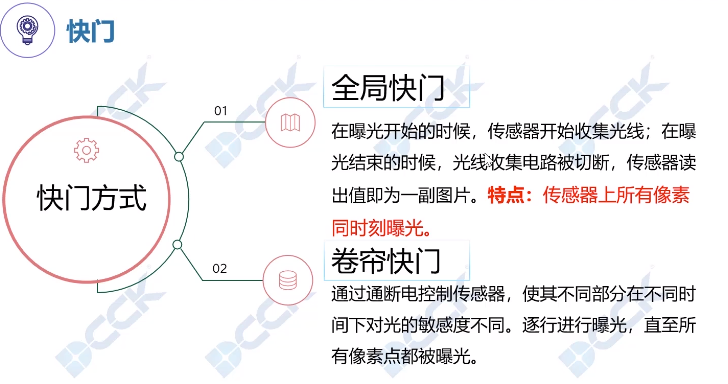 快门
DCCK
快门方式
01
全局快门
在曝光开始的时候，传感器开始收集光线；在曝
光结束的时候，光线收集电路被切断，传感器读
出值即为一副图片。特点：传感器上所有像素
同时刻曝光。
02
卷帘快门
通过通断电控制传感器，使其不同部分在不同时
间下对光的敏感度不同。逐行进行曝光，直至所
有像素点都被曝光。